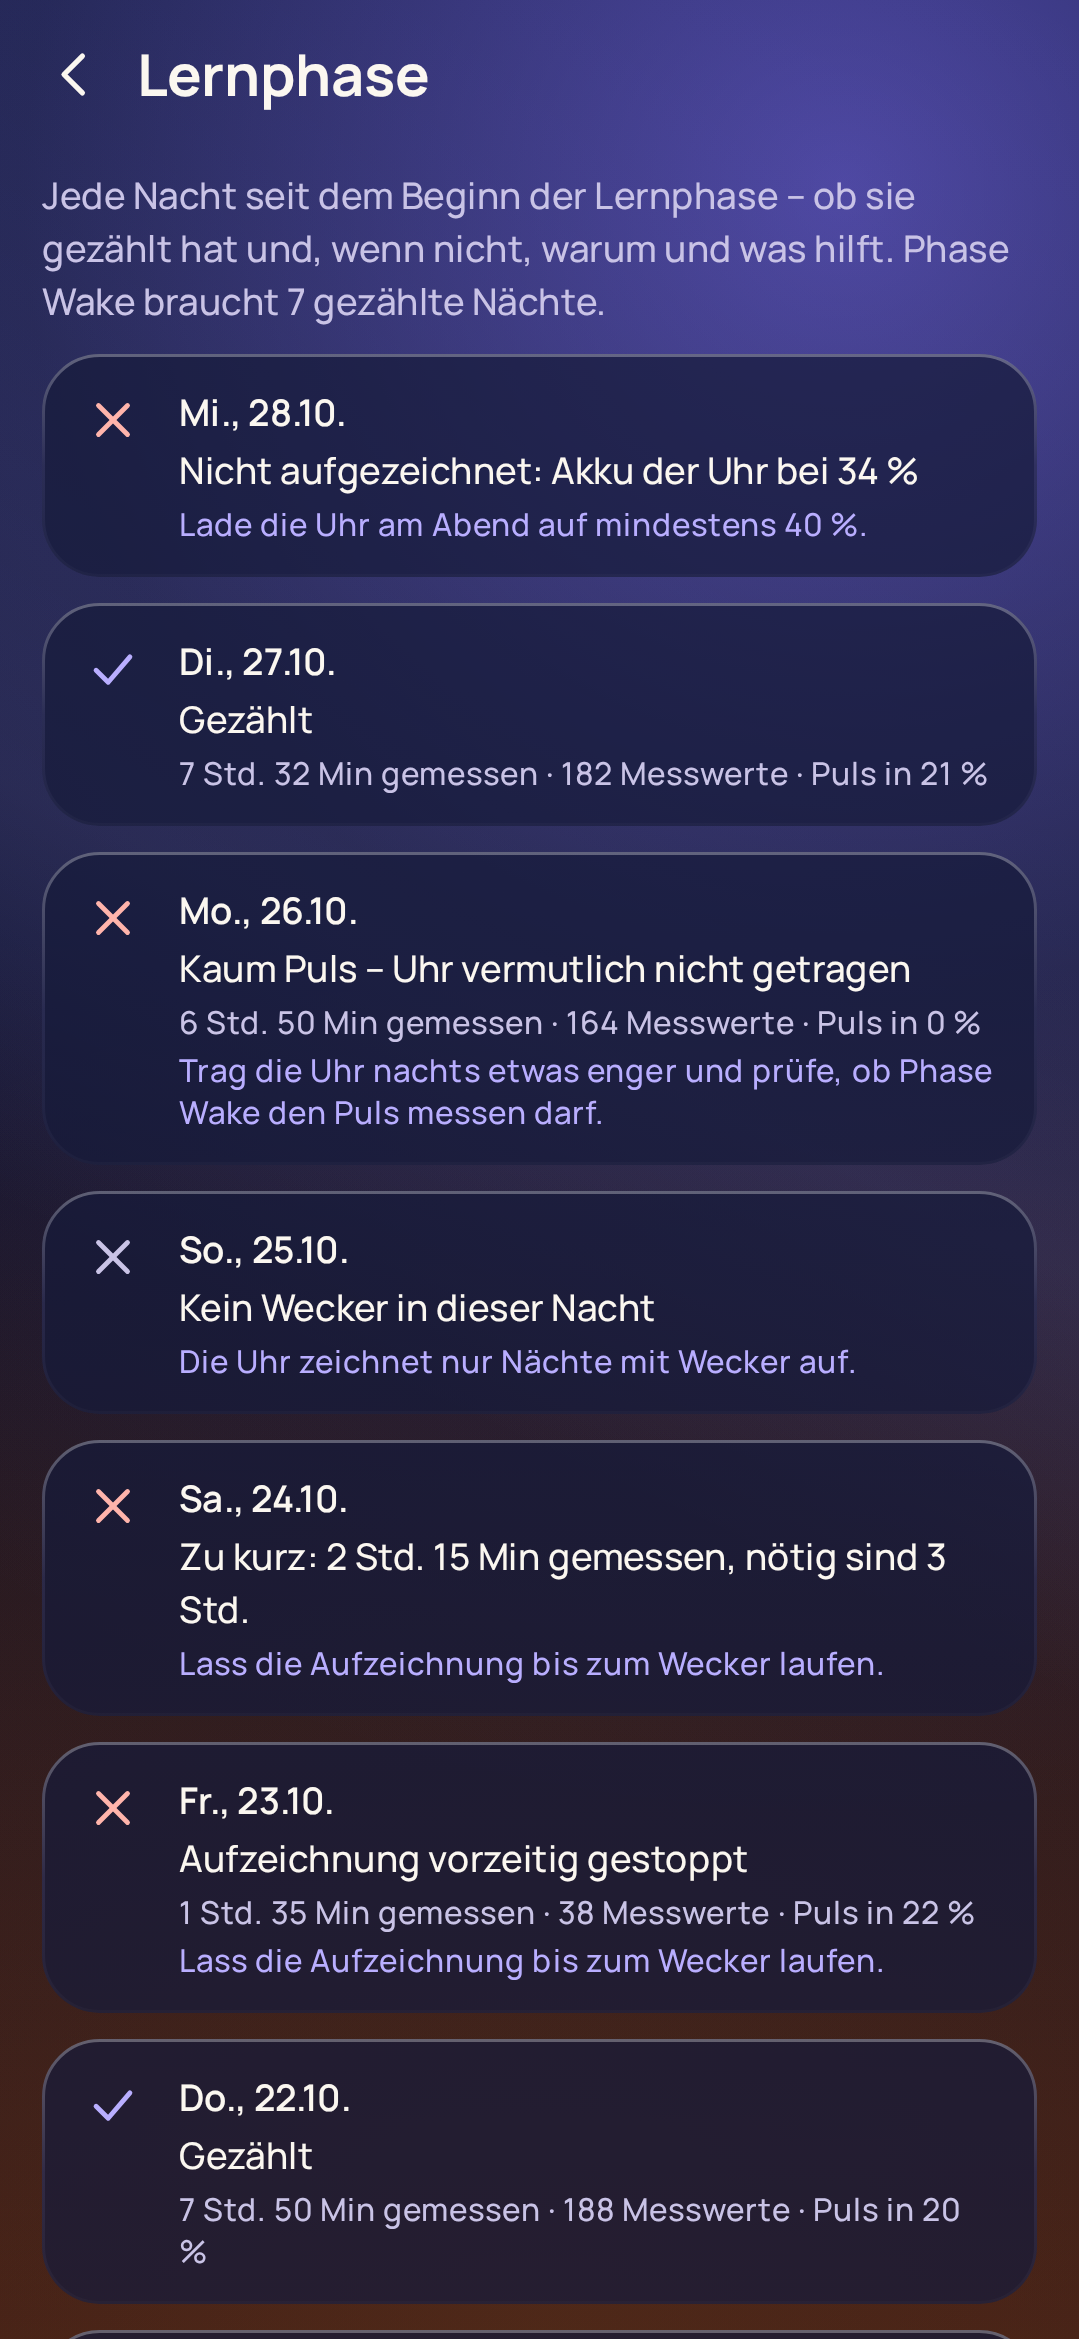 Lernphase
Jede Nacht seit dem Beginn der Lernphase – ob sie
gezählt hat und, wenn nicht, warum und was hilft. Phase
Wake braucht 7 gezählte Nächte.
Mi., 28.10.
Nicht aufgezeichnet: Akku der Uhr bei 34 %
Lade die Uhr am Abend auf mindestens 40 %.
Di., 27.10.
Gezählt
7 Std. 32 Min gemessen · 182 Messwerte · Puls in 21 %
Mo., 26.10.
Kaum Puls – Uhr vermutlich nicht getragen
6 Std. 50 Min gemessen · 164 Messwerte · Puls in 0 %
Trag die Uhr nachts etwas enger und prüfe, ob Phase
Wake den Puls messen darf.
So., 25.10.
Kein Wecker in dieser Nacht
Die Uhr zeichnet nur Nächte mit Wecker auf.
Sa., 24.10.
Zu kurz: 2 Std. 15 Min gemessen, nötig sind 3
Std.
Lass die Aufzeichnung bis zum Wecker laufen.
Fr., 23.10.
Aufzeichnung vorzeitig gestoppt
1 Std. 35 Min gemessen · 38 Messwerte · Puls in 22 %
Lass die Aufzeichnung bis zum Wecker laufen.
Do., 22.10.
Gezählt
7 Std. 50 Min gemessen · 188 Messwerte · Puls in 20
%